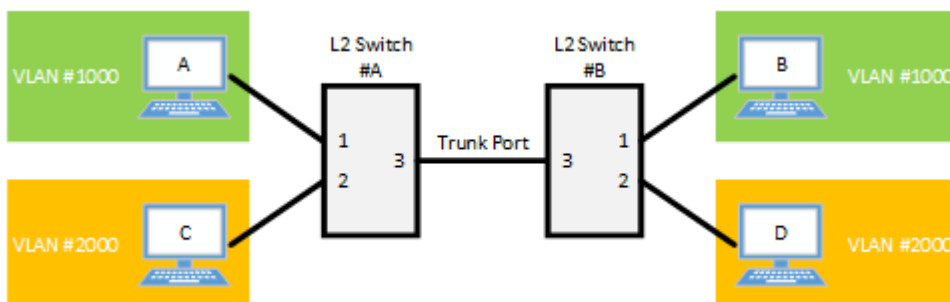 VLAN #1000
A
L2 Switch
#A
L2 Switch
#B
B
VLAN #1000
1
2
3
Trunk Port
3
1
2
VLAN #2000
C
D
VLAN #2000